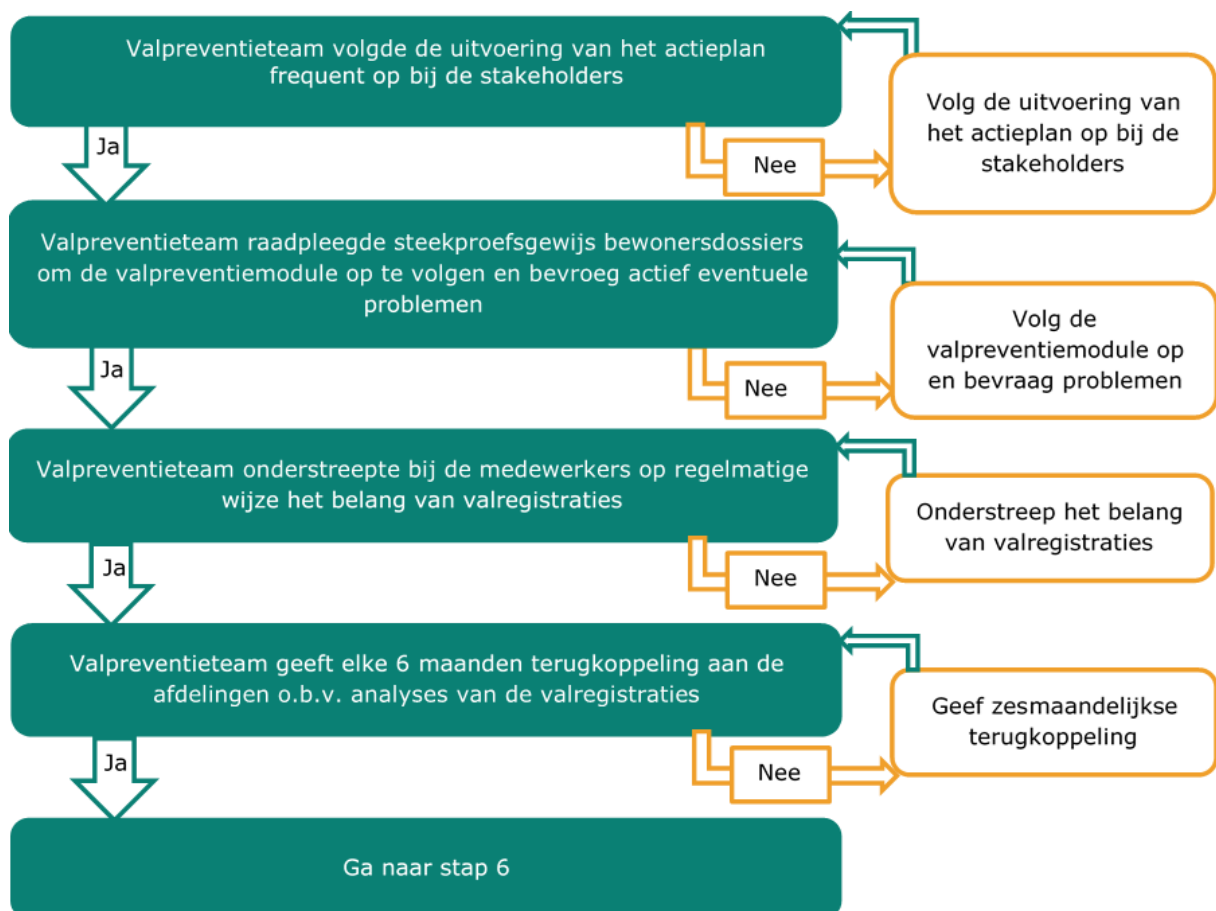 Valpreventieteam volgde de uitvoering van het actieplan
frequent op bij de stakeholders
Volg de uitvoering van
het actieplan op bij de
stakeholders
Ja
Nee
Valpreventieteam raadpleegde steekproefsgewijs bewonersdossiers
om de valpreventiemodule op te volgen en bevroeg actief eventuele
problemen
Volg de
valpreventiemodule op
en bevraag problemen
Ja
Nee
Valpreventieteam onderstreepte bij de medewerkers op regelmatige
wijze het belang van valregistraties
Onderstreep het belang
van valregistraties
Ja
Nee
Valpreventieteam geeft elke 6 maanden terugkoppeling aan de
afdelingen o.b.v. analyses van de valregistraties
Geef zesmaandelijkse
terugkoppeling
Ja
Nee
Ga naar stap 6